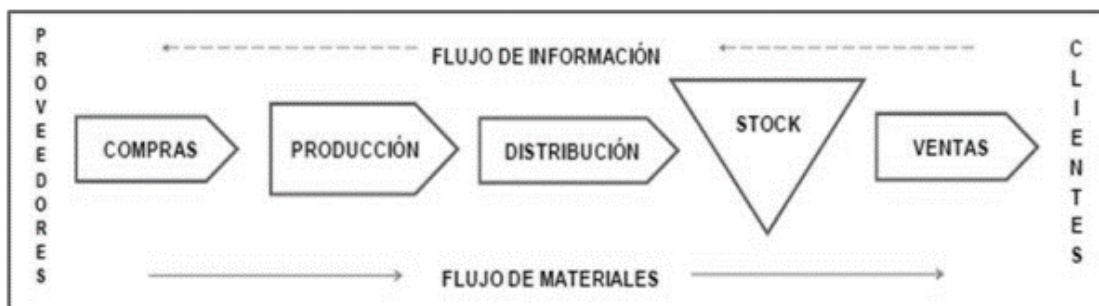 PROVEEDORES
FLUJO DE INFORMACIÓN
CLIENTES
COMPRAS
PRODUCCIÓN
DISTRIBUCIÓN
STOCK
VENTAS
FLUJO DE MATERIALES